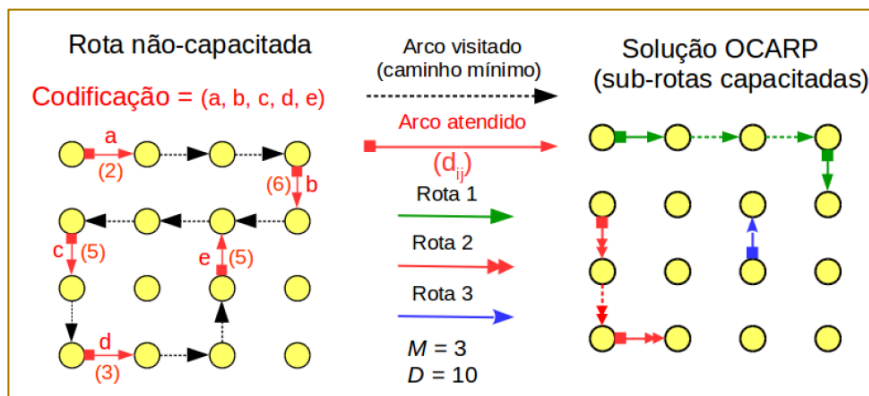 Rota não-capacitada
Codificação = (a, b, c, d, e)
a
(2)
(6)
b
c
(5)
e
(5)
d
(3)
Arco visitado
(caminho mínimo)
Arco atendido
(dij)
Rota 1
Rota 2
Rota 3
M = 3
D = 10
Solução OCARP
(sub-rotas capacitadas)